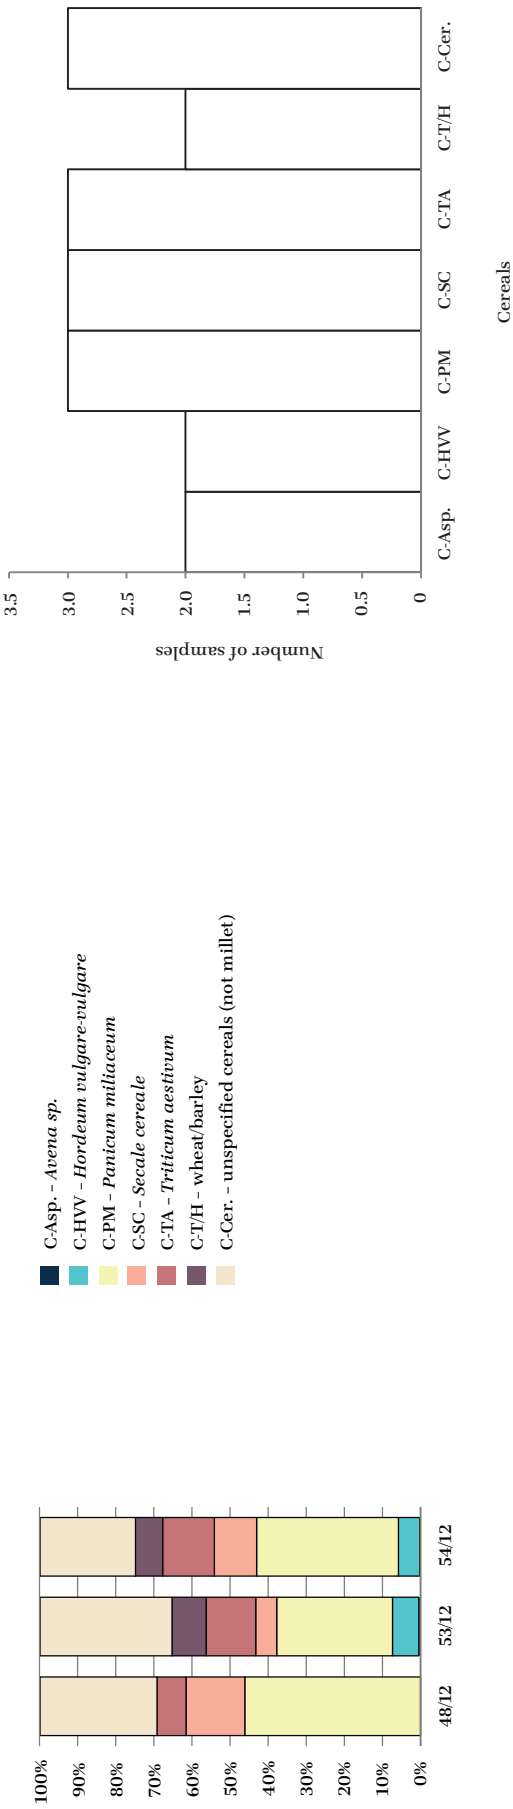 100%
90%
80%
70%
60%
50%
40%
30%
20%
10%
0%
48/12
53/12
54/12
C-Asp. – Avena sp.
C-HVV – Hordeum vulgare-vulgare
C-PM – Panicum miliaceum
C-SC – Secale cereale
C-TA – Triticum aestivum
C-T/H – wheat/barley
C-Cer. – unspecified cereals (not millet)
Number of samples
3.5
3.0
2.5
2.0
1.5
1.0
0.5
0
C-Asp.
C-HVV
C-PM
C-SC
C-TA
C-T/H
C-Cer.
Cereals